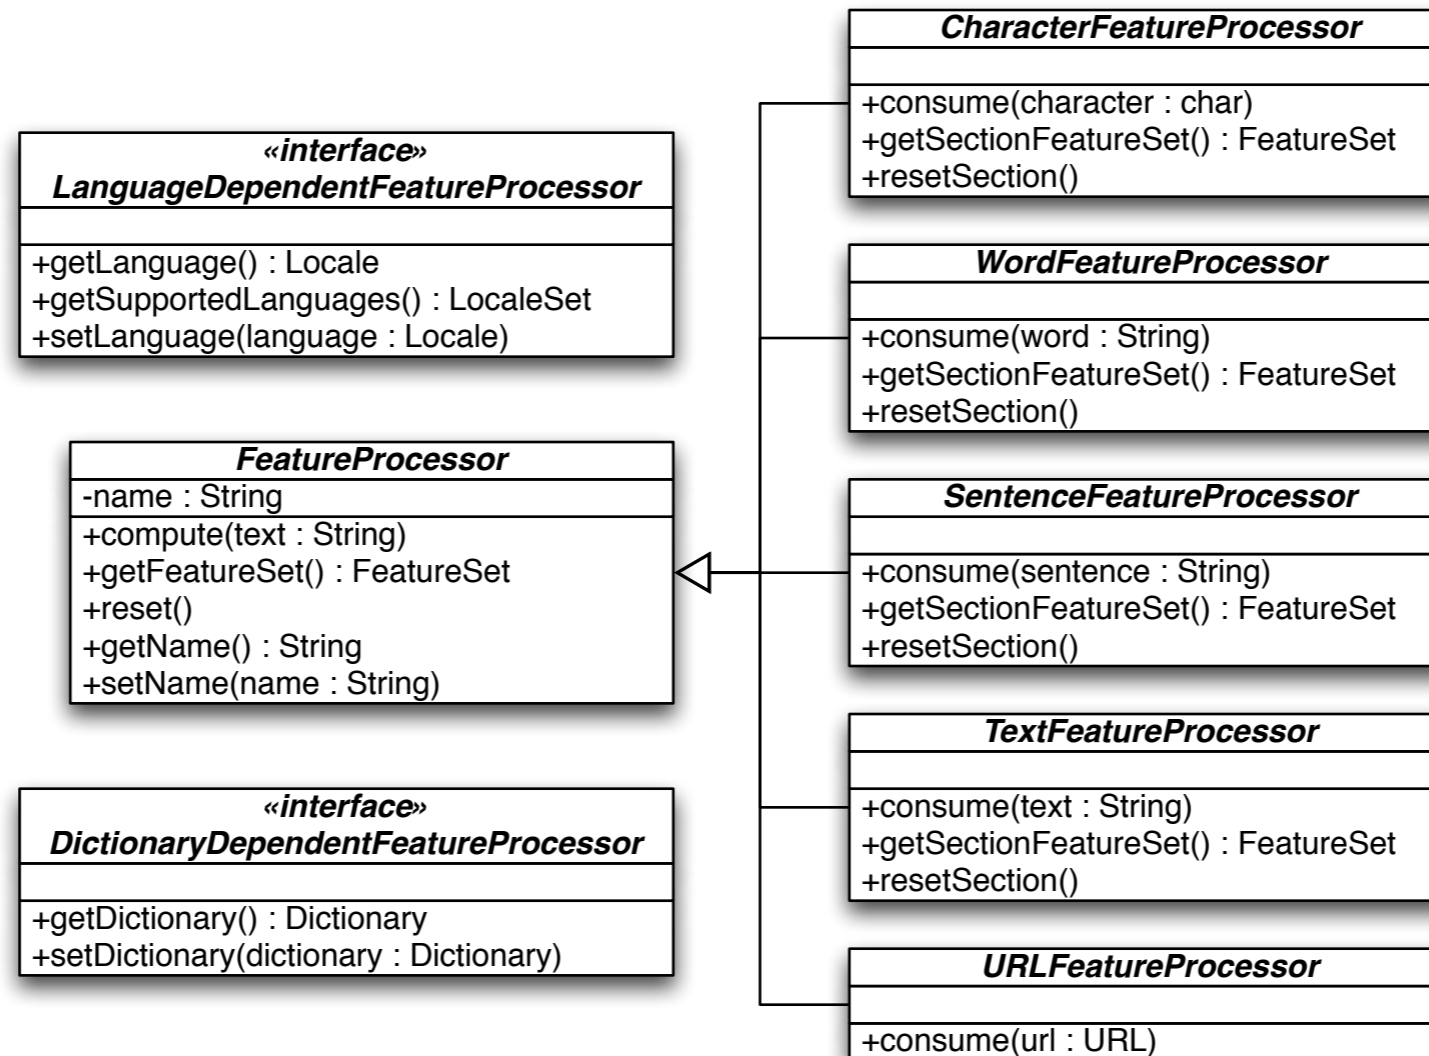 «interface»
LanguageDependentFeatureProcessor
+getLanguage() : Locale
+getSupportedLanguages() : LocaleSet
+setLanguage(language : Locale)
FeatureProcessor
-name : String
+compute(text : String)
+getFeatureSet() : FeatureSet
+reset()
+getName() : String
+setName(name : String)
«interface»
DictionaryDependentFeatureProcessor
+getDictionary() : Dictionary
+setDictionary(dictionary : Dictionary)
CharacterFeatureProcessor
+consume(character : char)
+getSectionFeatureSet() : FeatureSet
+resetSection()
WordFeatureProcessor
+consume(word : String)
+getSectionFeatureSet() : FeatureSet
+resetSection()
SentenceFeatureProcessor
+consume(sentence : String)
+getSectionFeatureSet() : FeatureSet
+resetSection()
TextFeatureProcessor
+consume(text : String)
+getSectionFeatureSet() : FeatureSet
+resetSection()
URLFeatureProcessor
+consume(url : URL)